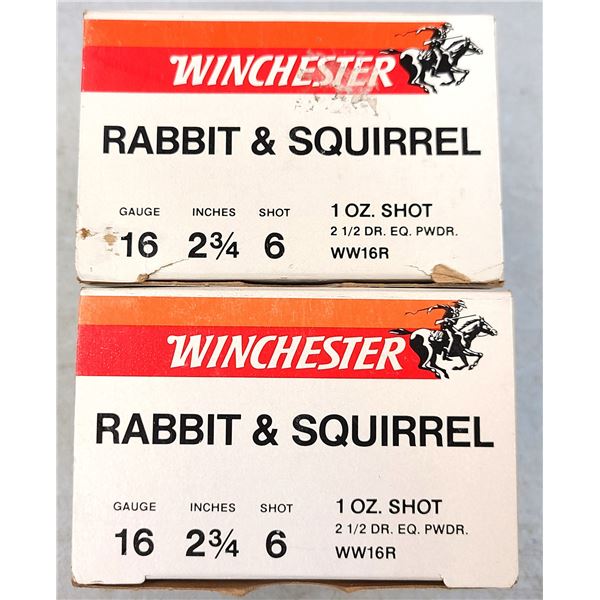 WINCHESTER
RABBIT & SQUIRREL
GAUGE INCHES SHOT
16 2¾ 6
1 OZ. SHOT
2 1/2 DR. EQ. PWDR.
WW16R
WINCHESTER
RABBIT & SQUIRREL
GAUGE INCHES SHOT
16 2¾ 6
1 OZ. SHOT
2 1/2 DR. EQ. PWDR.
WW16R